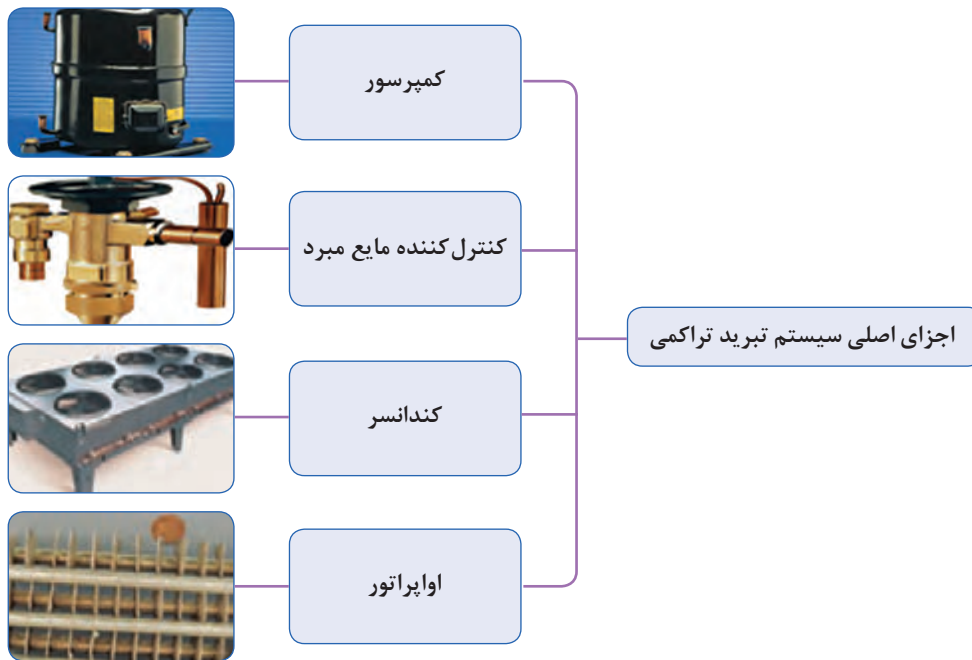 اجزای اصلی سیستم تبرید تراکمی
کمپرسور
کنترل‌کننده مایع مبرد
کندانسر
اواپراتور